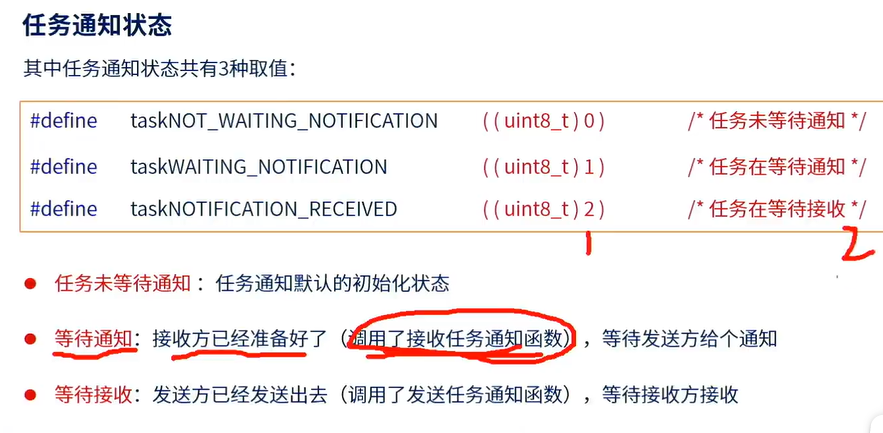 任务通知状态
其中任务通知状态共有3种取值：
#define taskNOT_WAITING_NOTIFICATION ( ( uint8_t ) 0 ) /* 任务未等待通知 */
#define taskWAITING_NOTIFICATION ( ( uint8_t ) 1 ) /* 任务在等待通知 */
#define taskNOTIFICATION_RECEIVED ( ( uint8_t ) 2 ) /* 任务在等待接收 */
1 2
● 任务未等待通知 ：任务通知默认的初始化状态
● 等待通知：接收方已经准备好了（调用了接收任务通知函数），等待发送方给个通知
● 等待接收：发送方已经发送出去（调用了发送任务通知函数），等待接收方接收